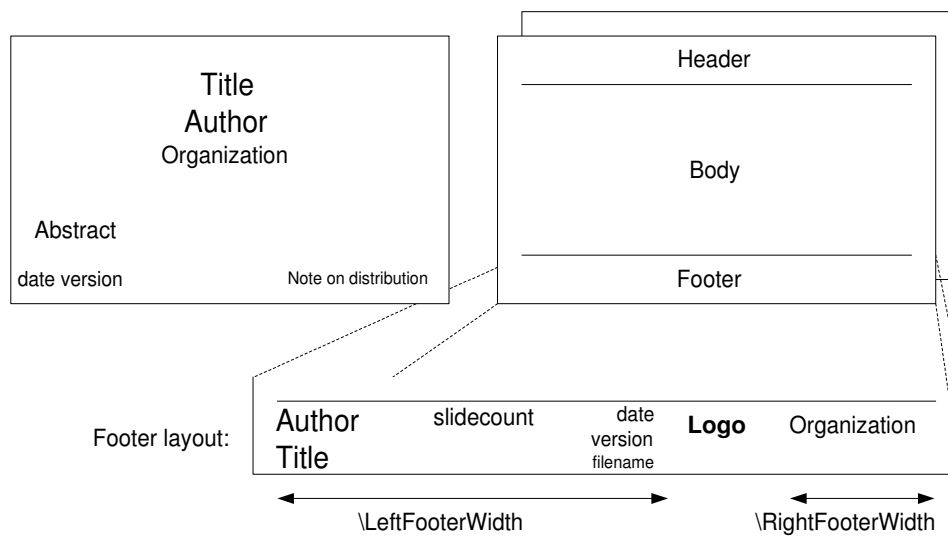 Title
Author
Organization
Abstract
date version
Note on distribution
Header
Body
Footer
Footer layout:
Author
Title
slidecount
date
version
filename
Logo
Organization
\LeftFooterWidth
\RightFooterWidth